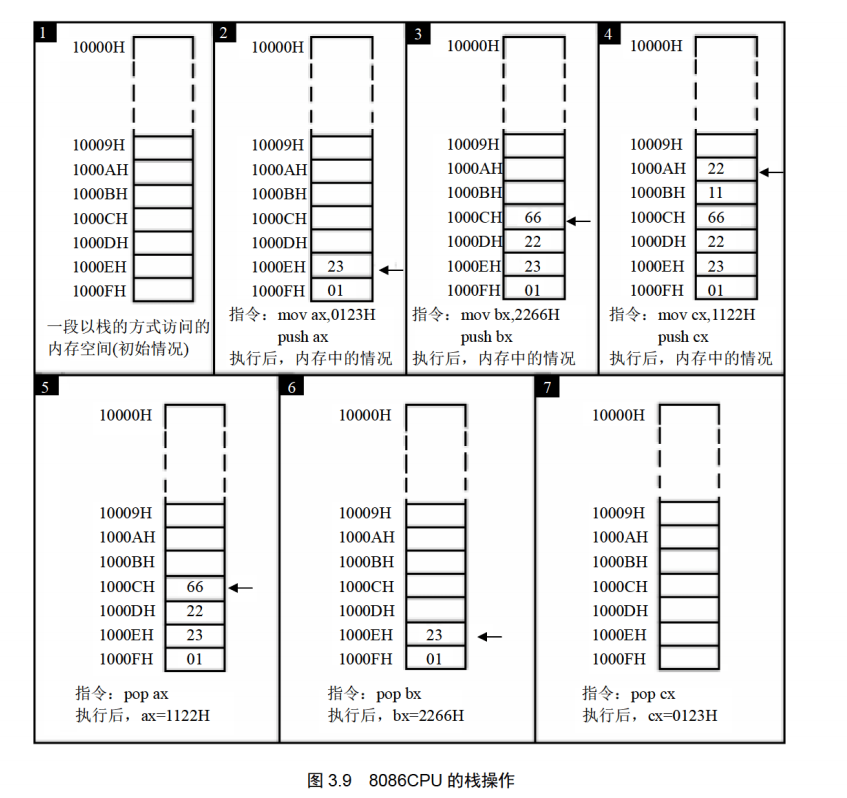 1
10000H
10009H
1000AH
1000BH
1000CH
1000DH
1000EH
1000FH
一段以栈的方式访问的
内存空间(初始情况)
2
10000H
10009H
1000AH
1000BH
1000CH
1000DH
1000EH 23
1000FH 01
指令：mov ax,0123H
push ax
执行后，内存中的情况
3
10000H
10009H
1000AH
1000BH
1000CH 66
1000DH 22
1000EH 23
1000FH 01
指令：mov bx,2266H
push bx
执行后，内存中的情况
4
10000H
10009H
1000AH 22
1000BH 11
1000CH 66
1000DH 22
1000EH 23
1000FH 01
指令：mov cx,1122H
push cx
执行后，内存中的情况
5
10000H
10009H
1000AH
1000BH
1000CH 66
1000DH 22
1000EH 23
1000FH 01
指令：pop ax
执行后，ax=1122H
6
10000H
10009H
1000AH
1000BH
1000CH
1000DH
1000EH 23
1000FH 01
指令：pop bx
执行后，bx=2266H
7
10000H
10009H
1000AH
1000BH
1000CH
1000DH
1000EH
1000FH
指令：pop cx
执行后，cx=0123H
图 3.9 8086CPU 的栈操作